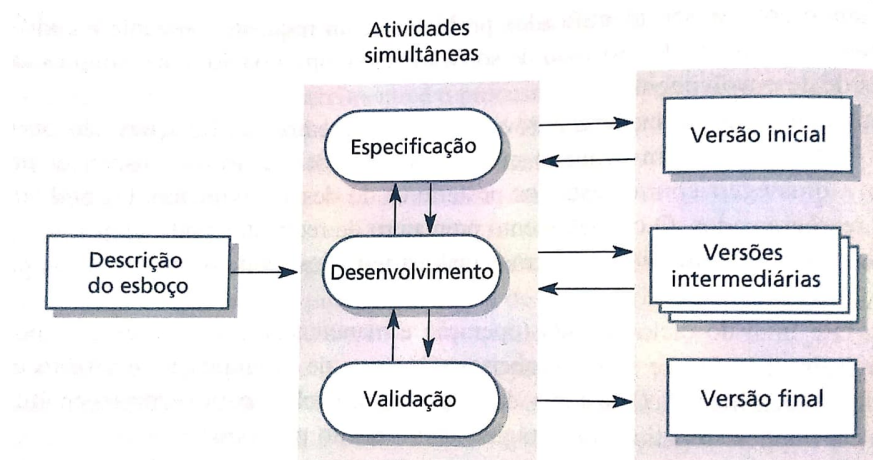 Atividades
simultâneas
Especificação
Versão inicial
Descrição
do esboço
Desenvolvimento
Versões
intermediárias
Validação
Versão final